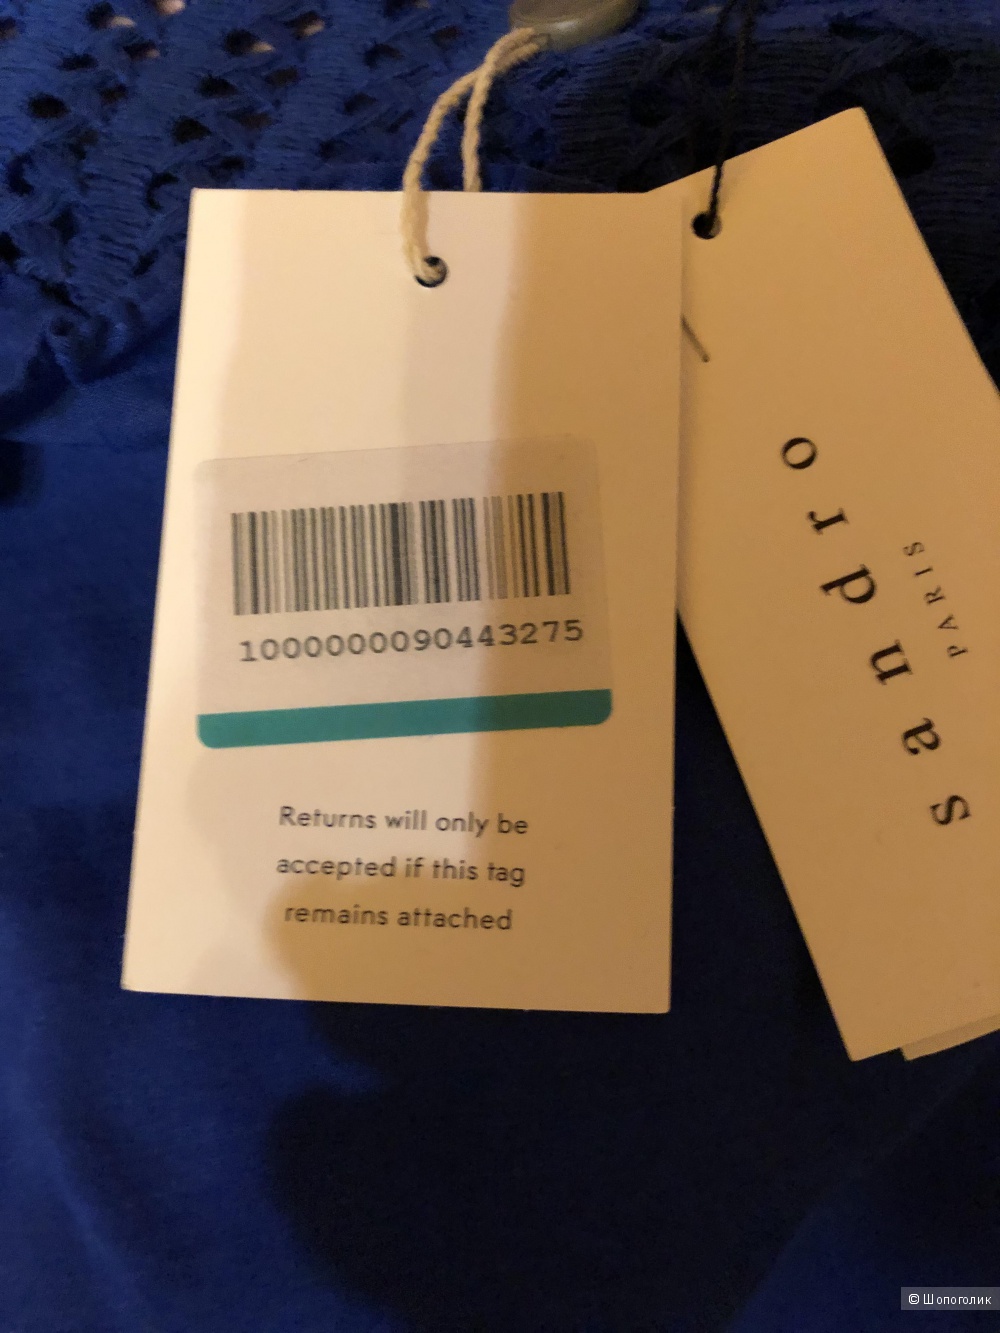 1000000090443275
Returns will only be
accepted if this tag
remains attached
sandro
PARIS
© Шопоголик